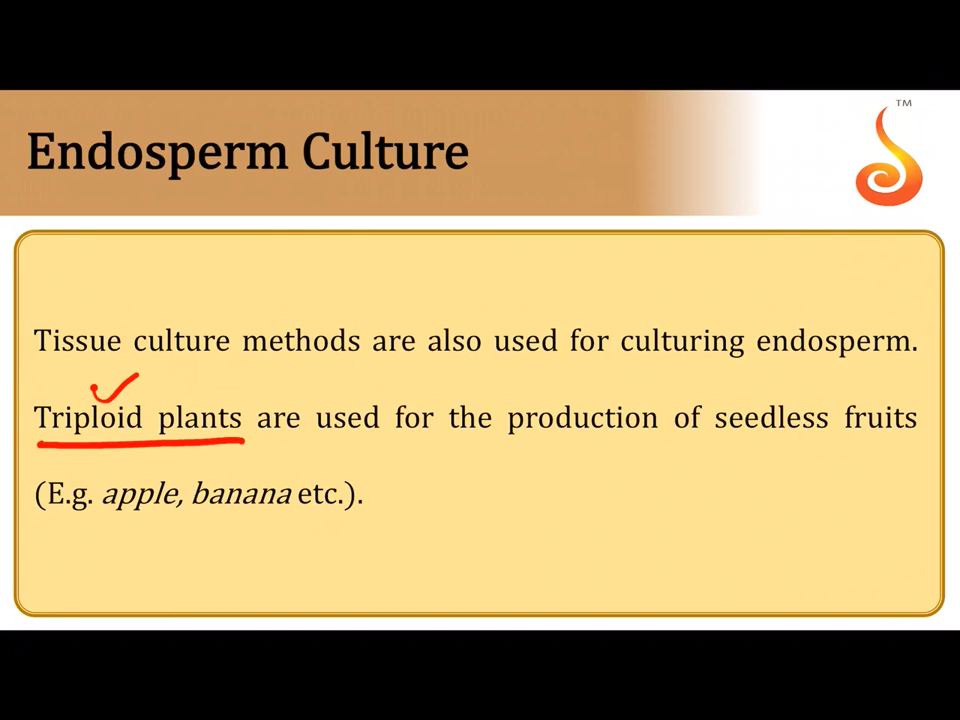 TM
Endosperm Culture
Tissue culture methods are also used for culturing endosperm.
Triploid plants are used for the production of seedless fruits
(E.g. apple, banana etc.).